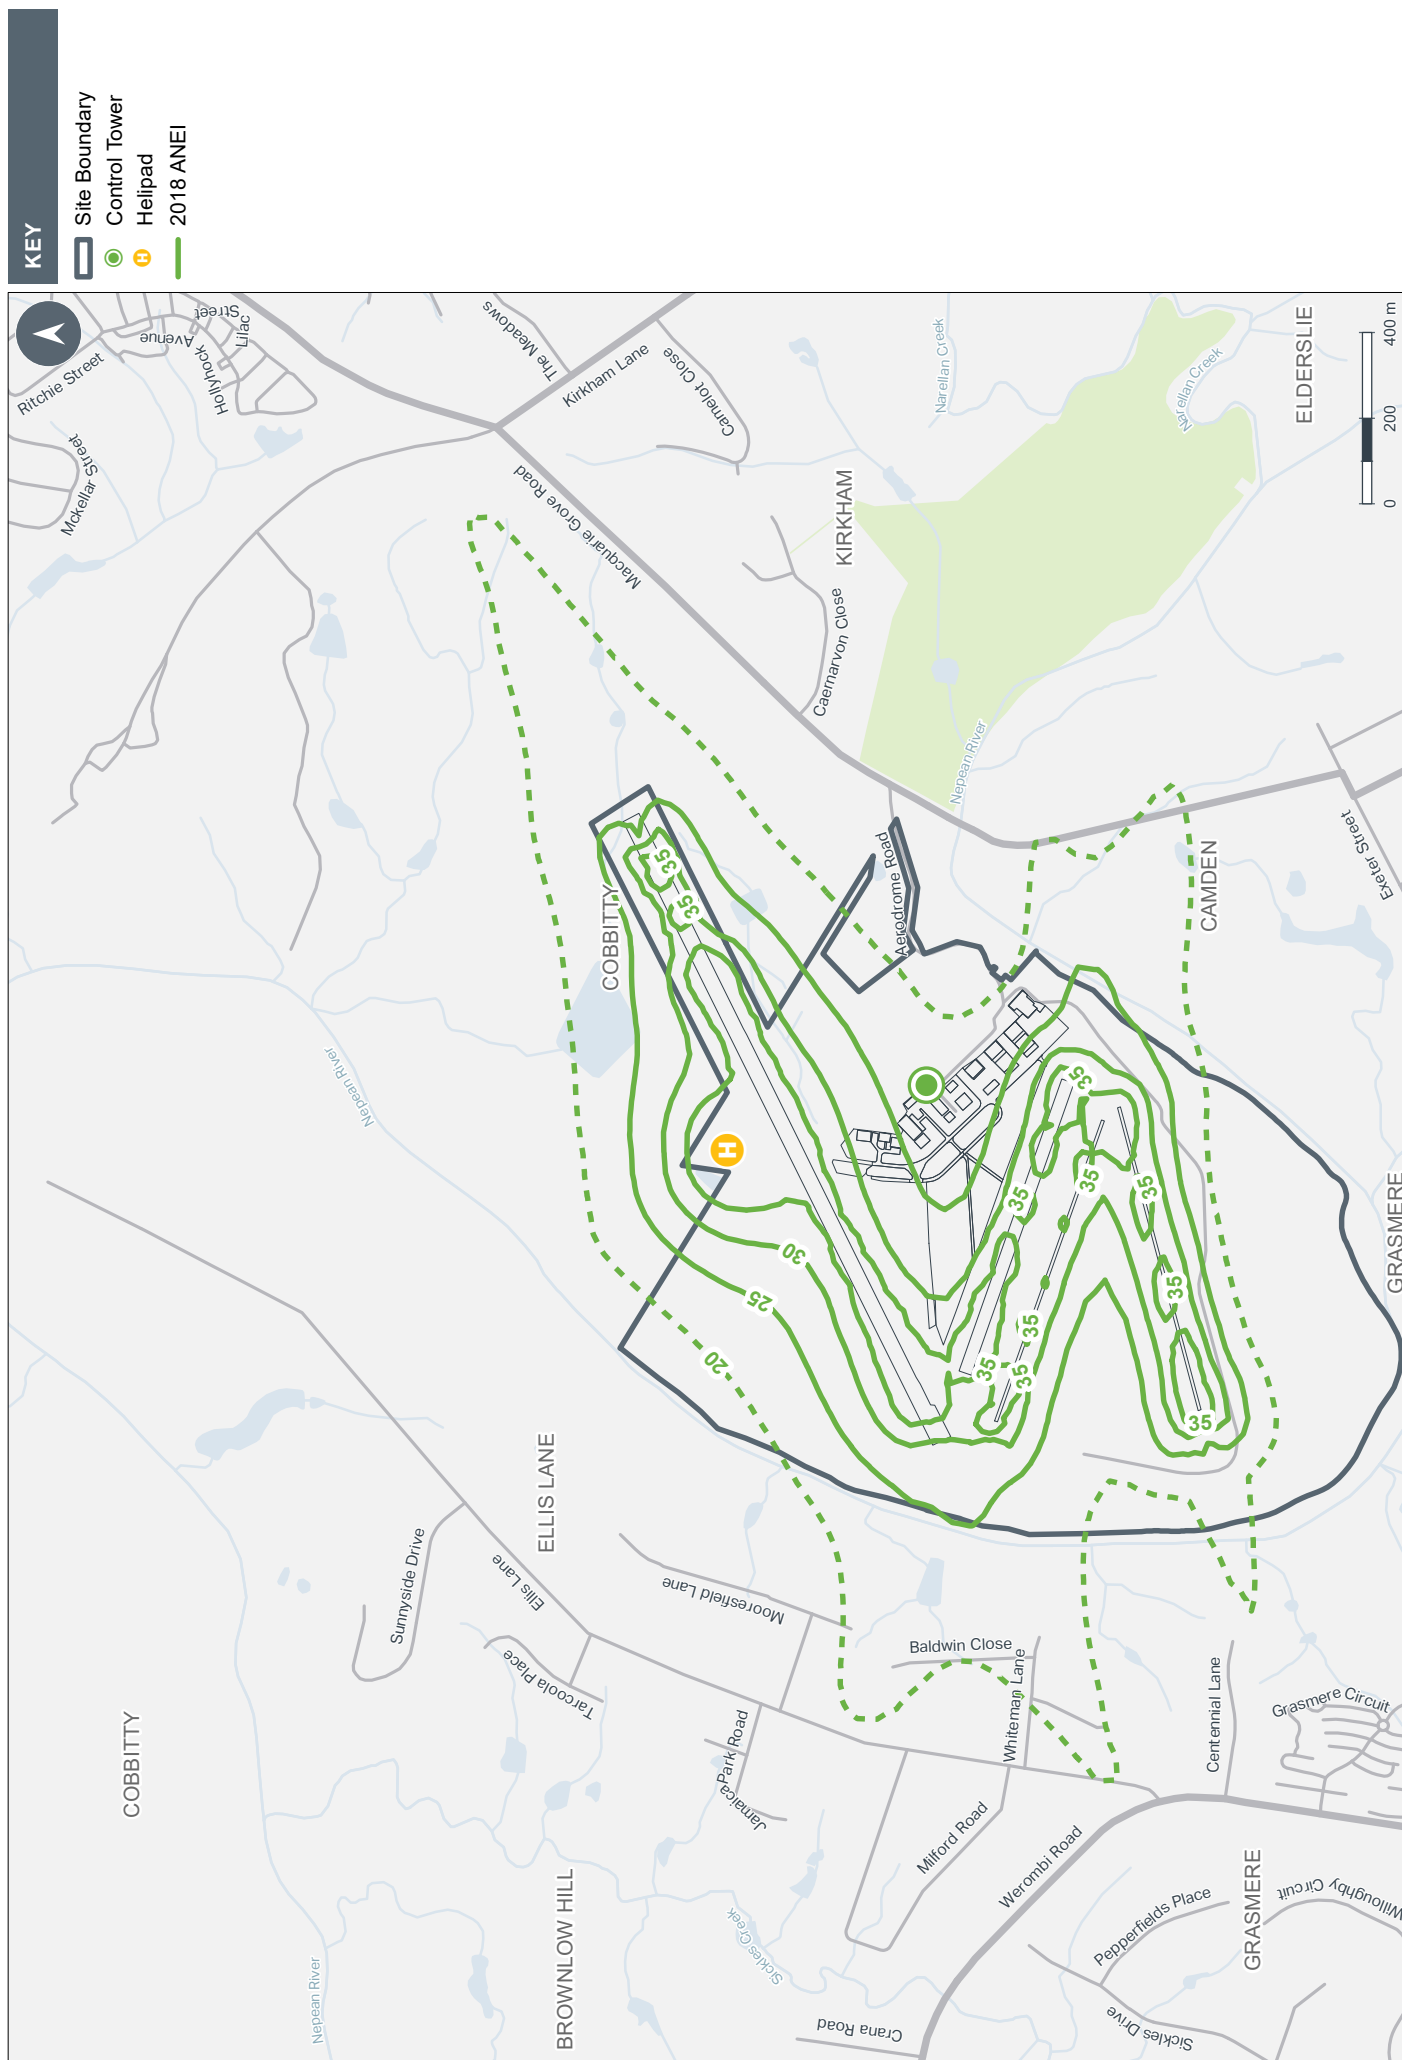 KEY
Site Boundary
Control Tower
Helipad
2018 ANEI
H
COBBITTY
Nepean River
BROWNLOW HILL
Sickles Creek
Crana Road
Sickles Drive
Pepperfields Place
Willoughby Circuit
GRASMERE
Werombi Road
Milford Road
Jamaica
Park Road
Tarcoola Place
Sunnyside Drive
Ellis Lane
ELLIS LANE
Mooresfield Lane
Baldwin Close
Whiteman Lane
Centennial Lane
Grasmere Circuit
GRASMERE
Nepean River
COBBITTY
H
20
25
30
35
35
35
35
35
35
35
35
35
35
35
Aerodrome Road
CAMDEN
Exeter Street
Nepean River
Caernarvon Close
Macquarie Grove Road
KIRKHAM
Camelot Close
Kirkham Lane
The Meadows
Narellan Creek
Narellan Creek
ELDERSLIE
Mckellar Street
Ritchie Street
Hollyhock
Avenue
Lilac
Street
0
200
400 m